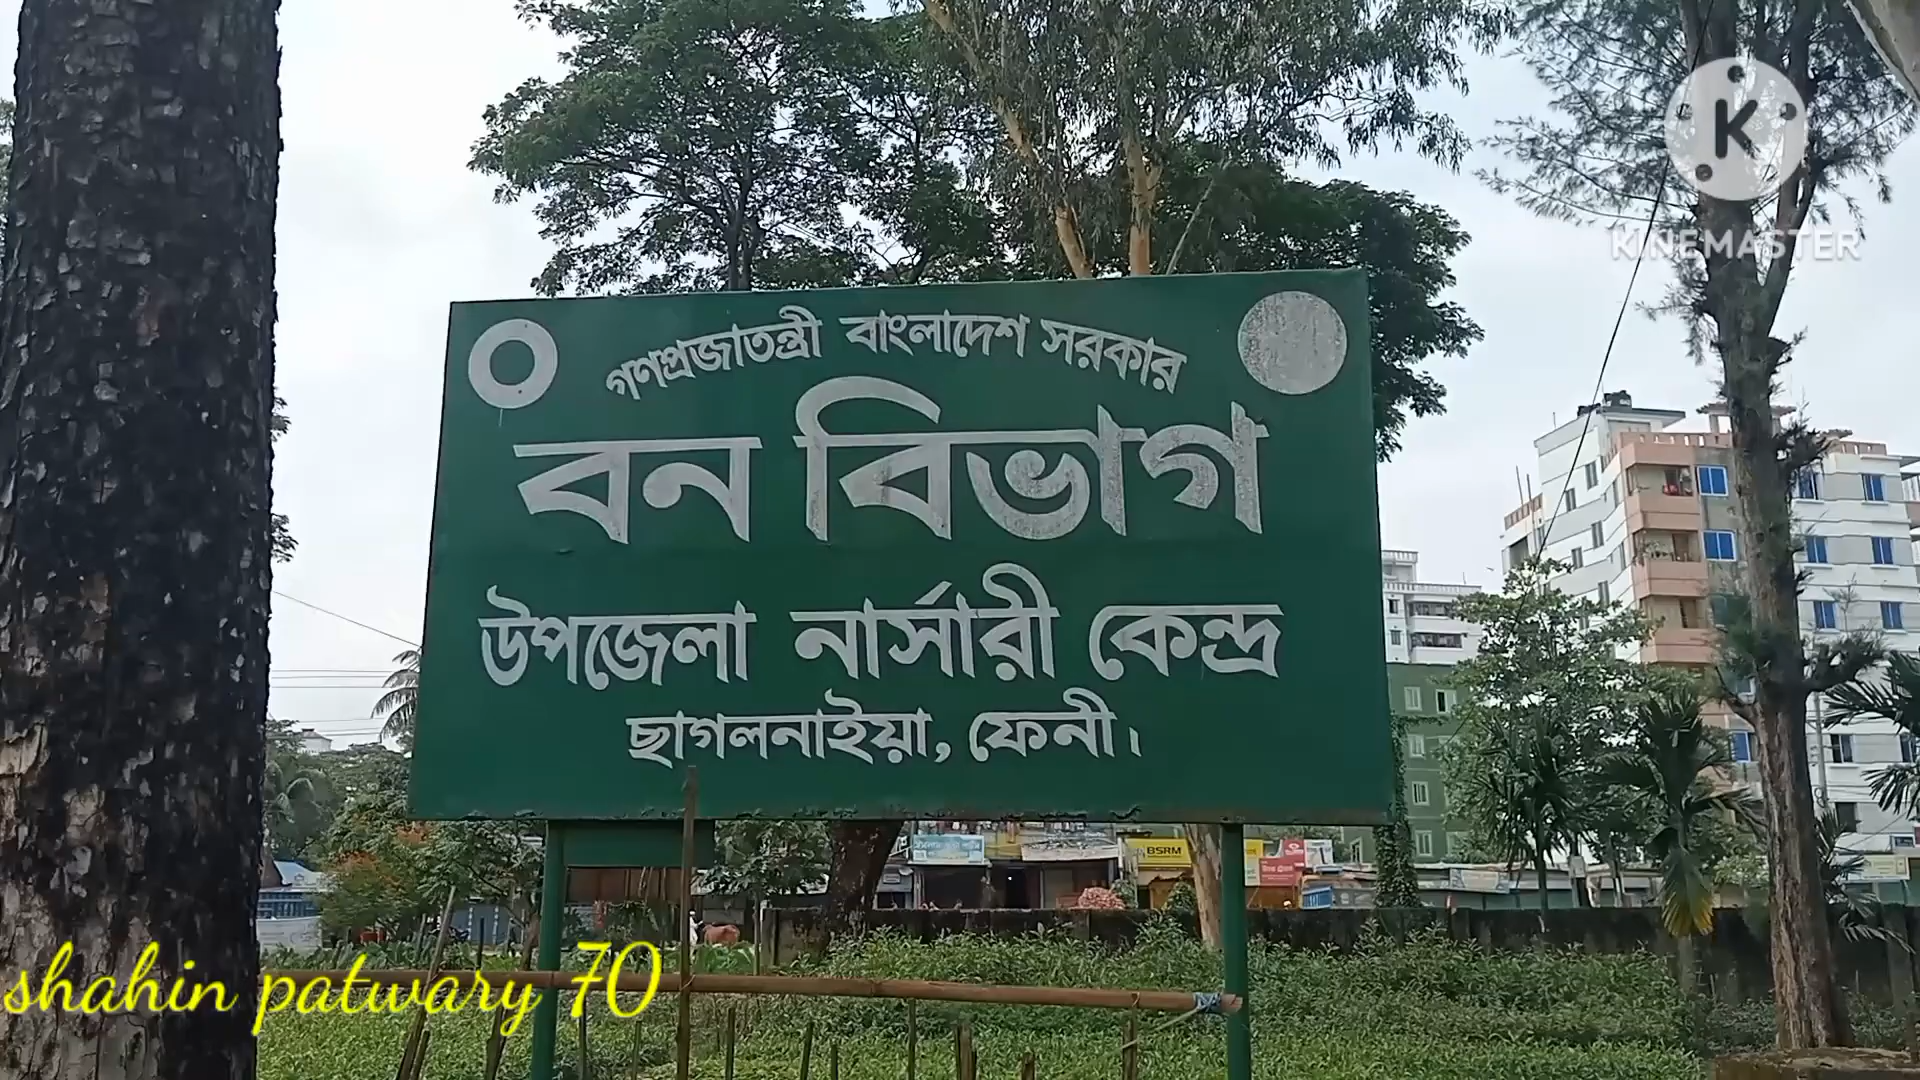 K
KINEMASTER
গণপ্রজাতন্ত্রী বাংলাদেশ সরকার
বন বিভাগ
উপজেলা নার্সারী কেন্দ্র
ছাগলনাইয়া, ফেনী।
BSRM
shahin patwary 70